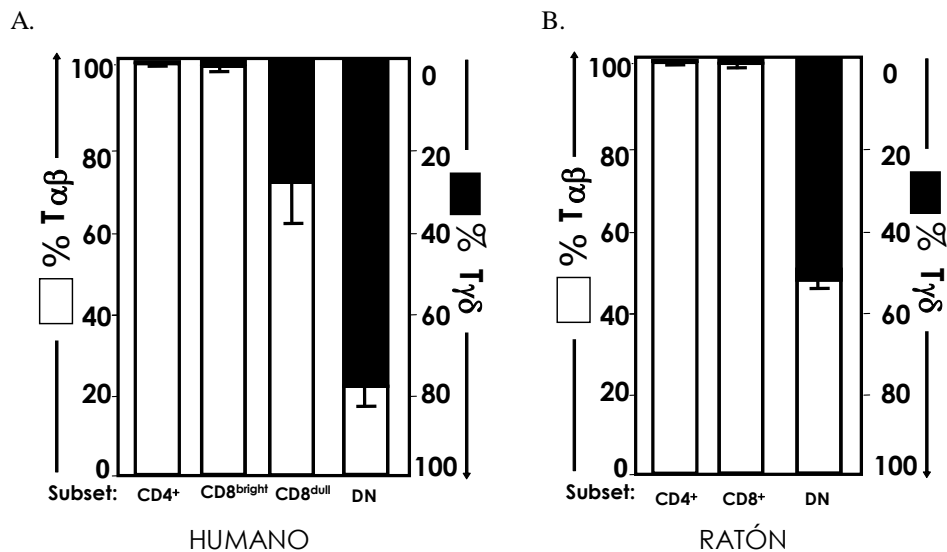 A.
% Tαβ
100
80
60
40
20
0
0
20
40
60
80
100
% Tγδ
Subset: CD4+ CD8bright CD8dull DN
HUMANO
B.
% Tαβ
100
80
60
40
20
0
0
20
40
60
80
100
% Tγδ
Subset: CD4+ CD8+ DN
RATÓN